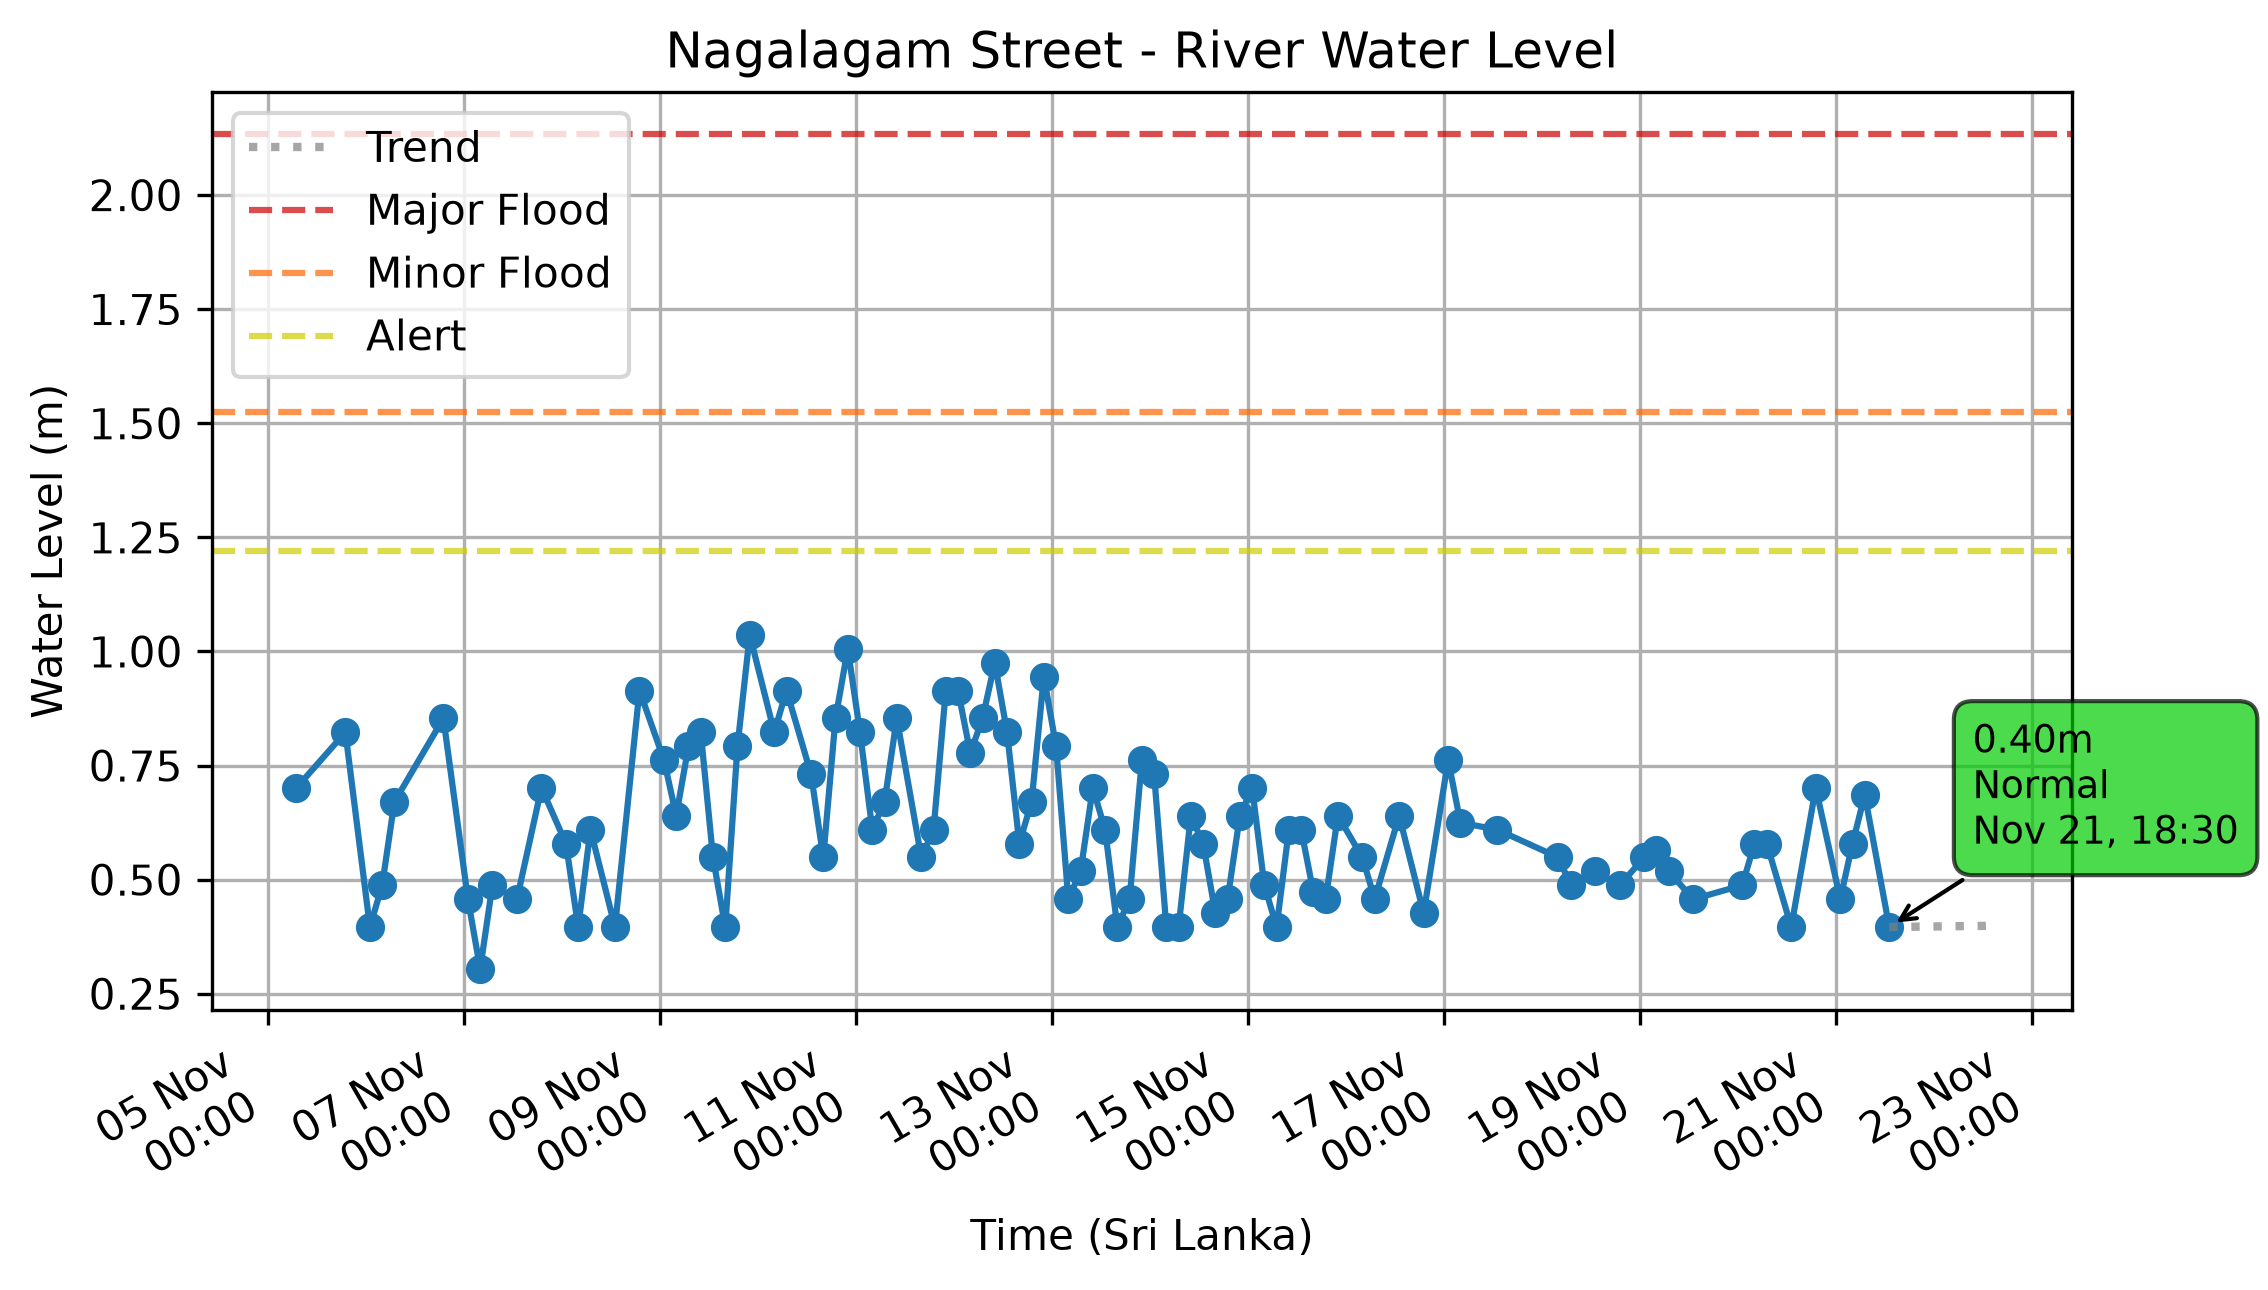 Nagalagam Street - River Water Level
Trend
Major Flood
Minor Flood
Alert
Water Level (m)
2.00
1.75
1.50
1.25
1.00
0.75
0.50
0.25
0.40m
Normal
Nov 21, 18:30
05 Nov
00:00
07 Nov
00:00
09 Nov
00:00
11 Nov
00:00
13 Nov
00:00
15 Nov
00:00
17 Nov
00:00
19 Nov
00:00
21 Nov
00:00
23 Nov
00:00
Time (Sri Lanka)